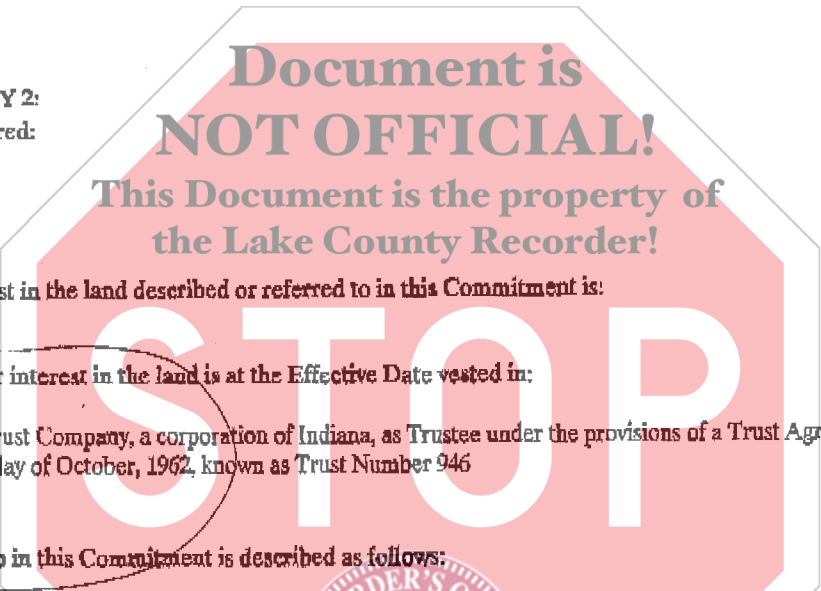 Document is
Y 2:
NOT OFFICIAL!
red:
This Document is the property of
the Lake County Recorder!
st in the land described or referred to in this Commitment is:
STOP
r interest in the land is at the Effective Date vested in:
rust Company, a corporation of Indiana, as Trustee under the provisions of a Trust Agr
lay of October, 1962, known as Trust Number 946
o in this Commitment is described as follows: